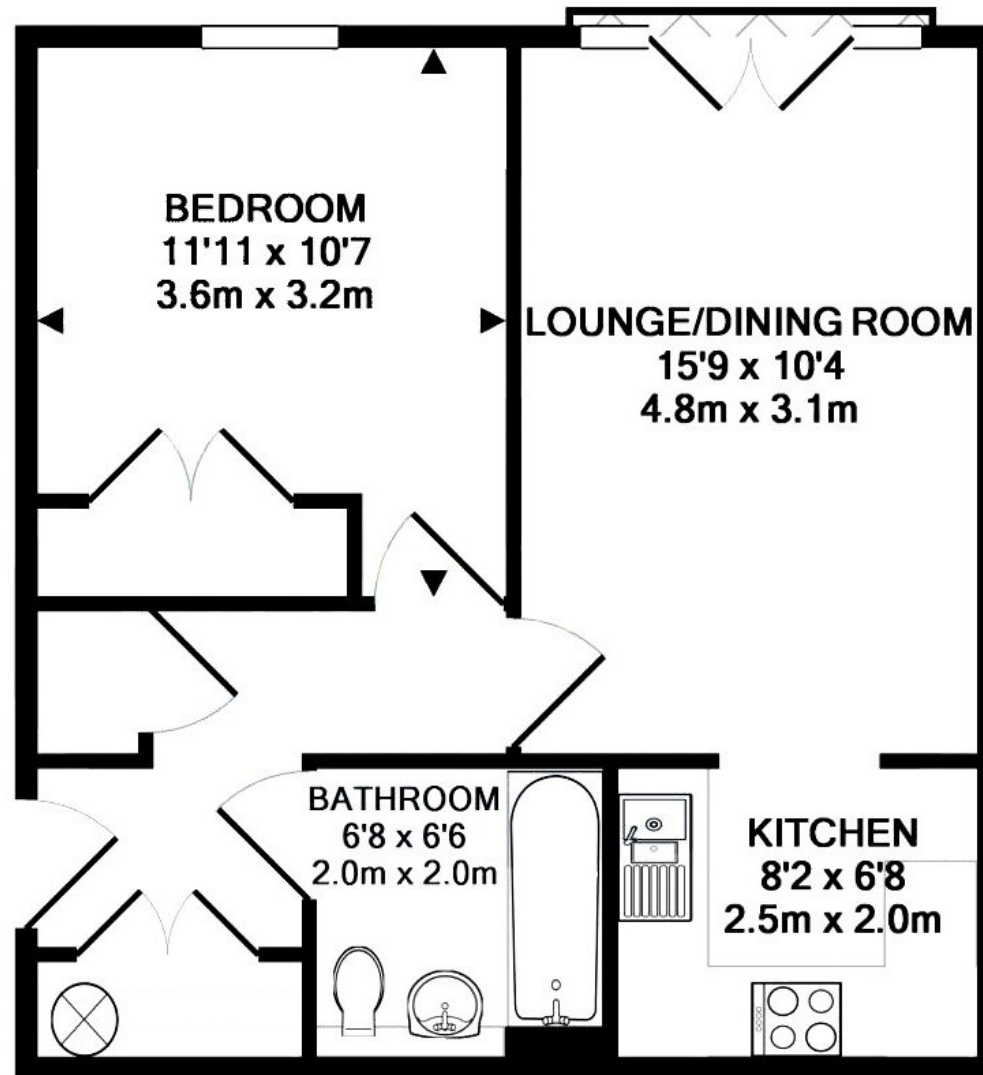 BEDROOM
11'11 x 10'7
3.6m x 3.2m
LOUNGE/DINING ROOM
15'9 x 10'4
4.8m x 3.1m
BATHROOM
6'8 x 6'6
2.0m x 2.0m
KITCHEN
8'2 x 6'8
2.5m x 2.0m